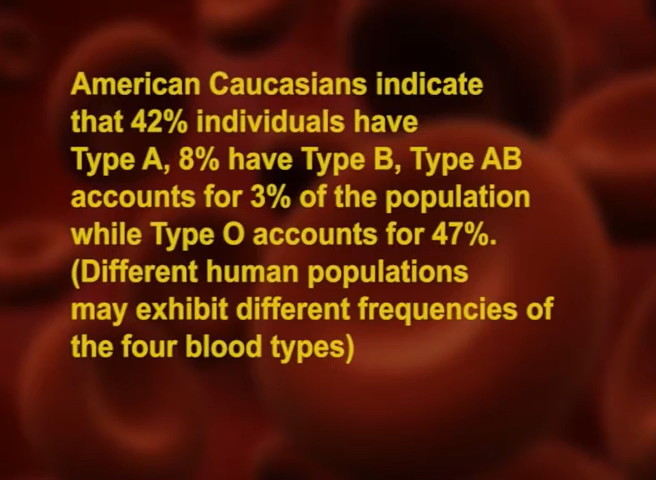 American Caucasians indicate
that 42% individuals have
Type A, 8% have Type B, Type AB
accounts for 3% of the population
while Type O accounts for 47%.
(Different human populations
may exhibit different frequencies of
the four blood types)